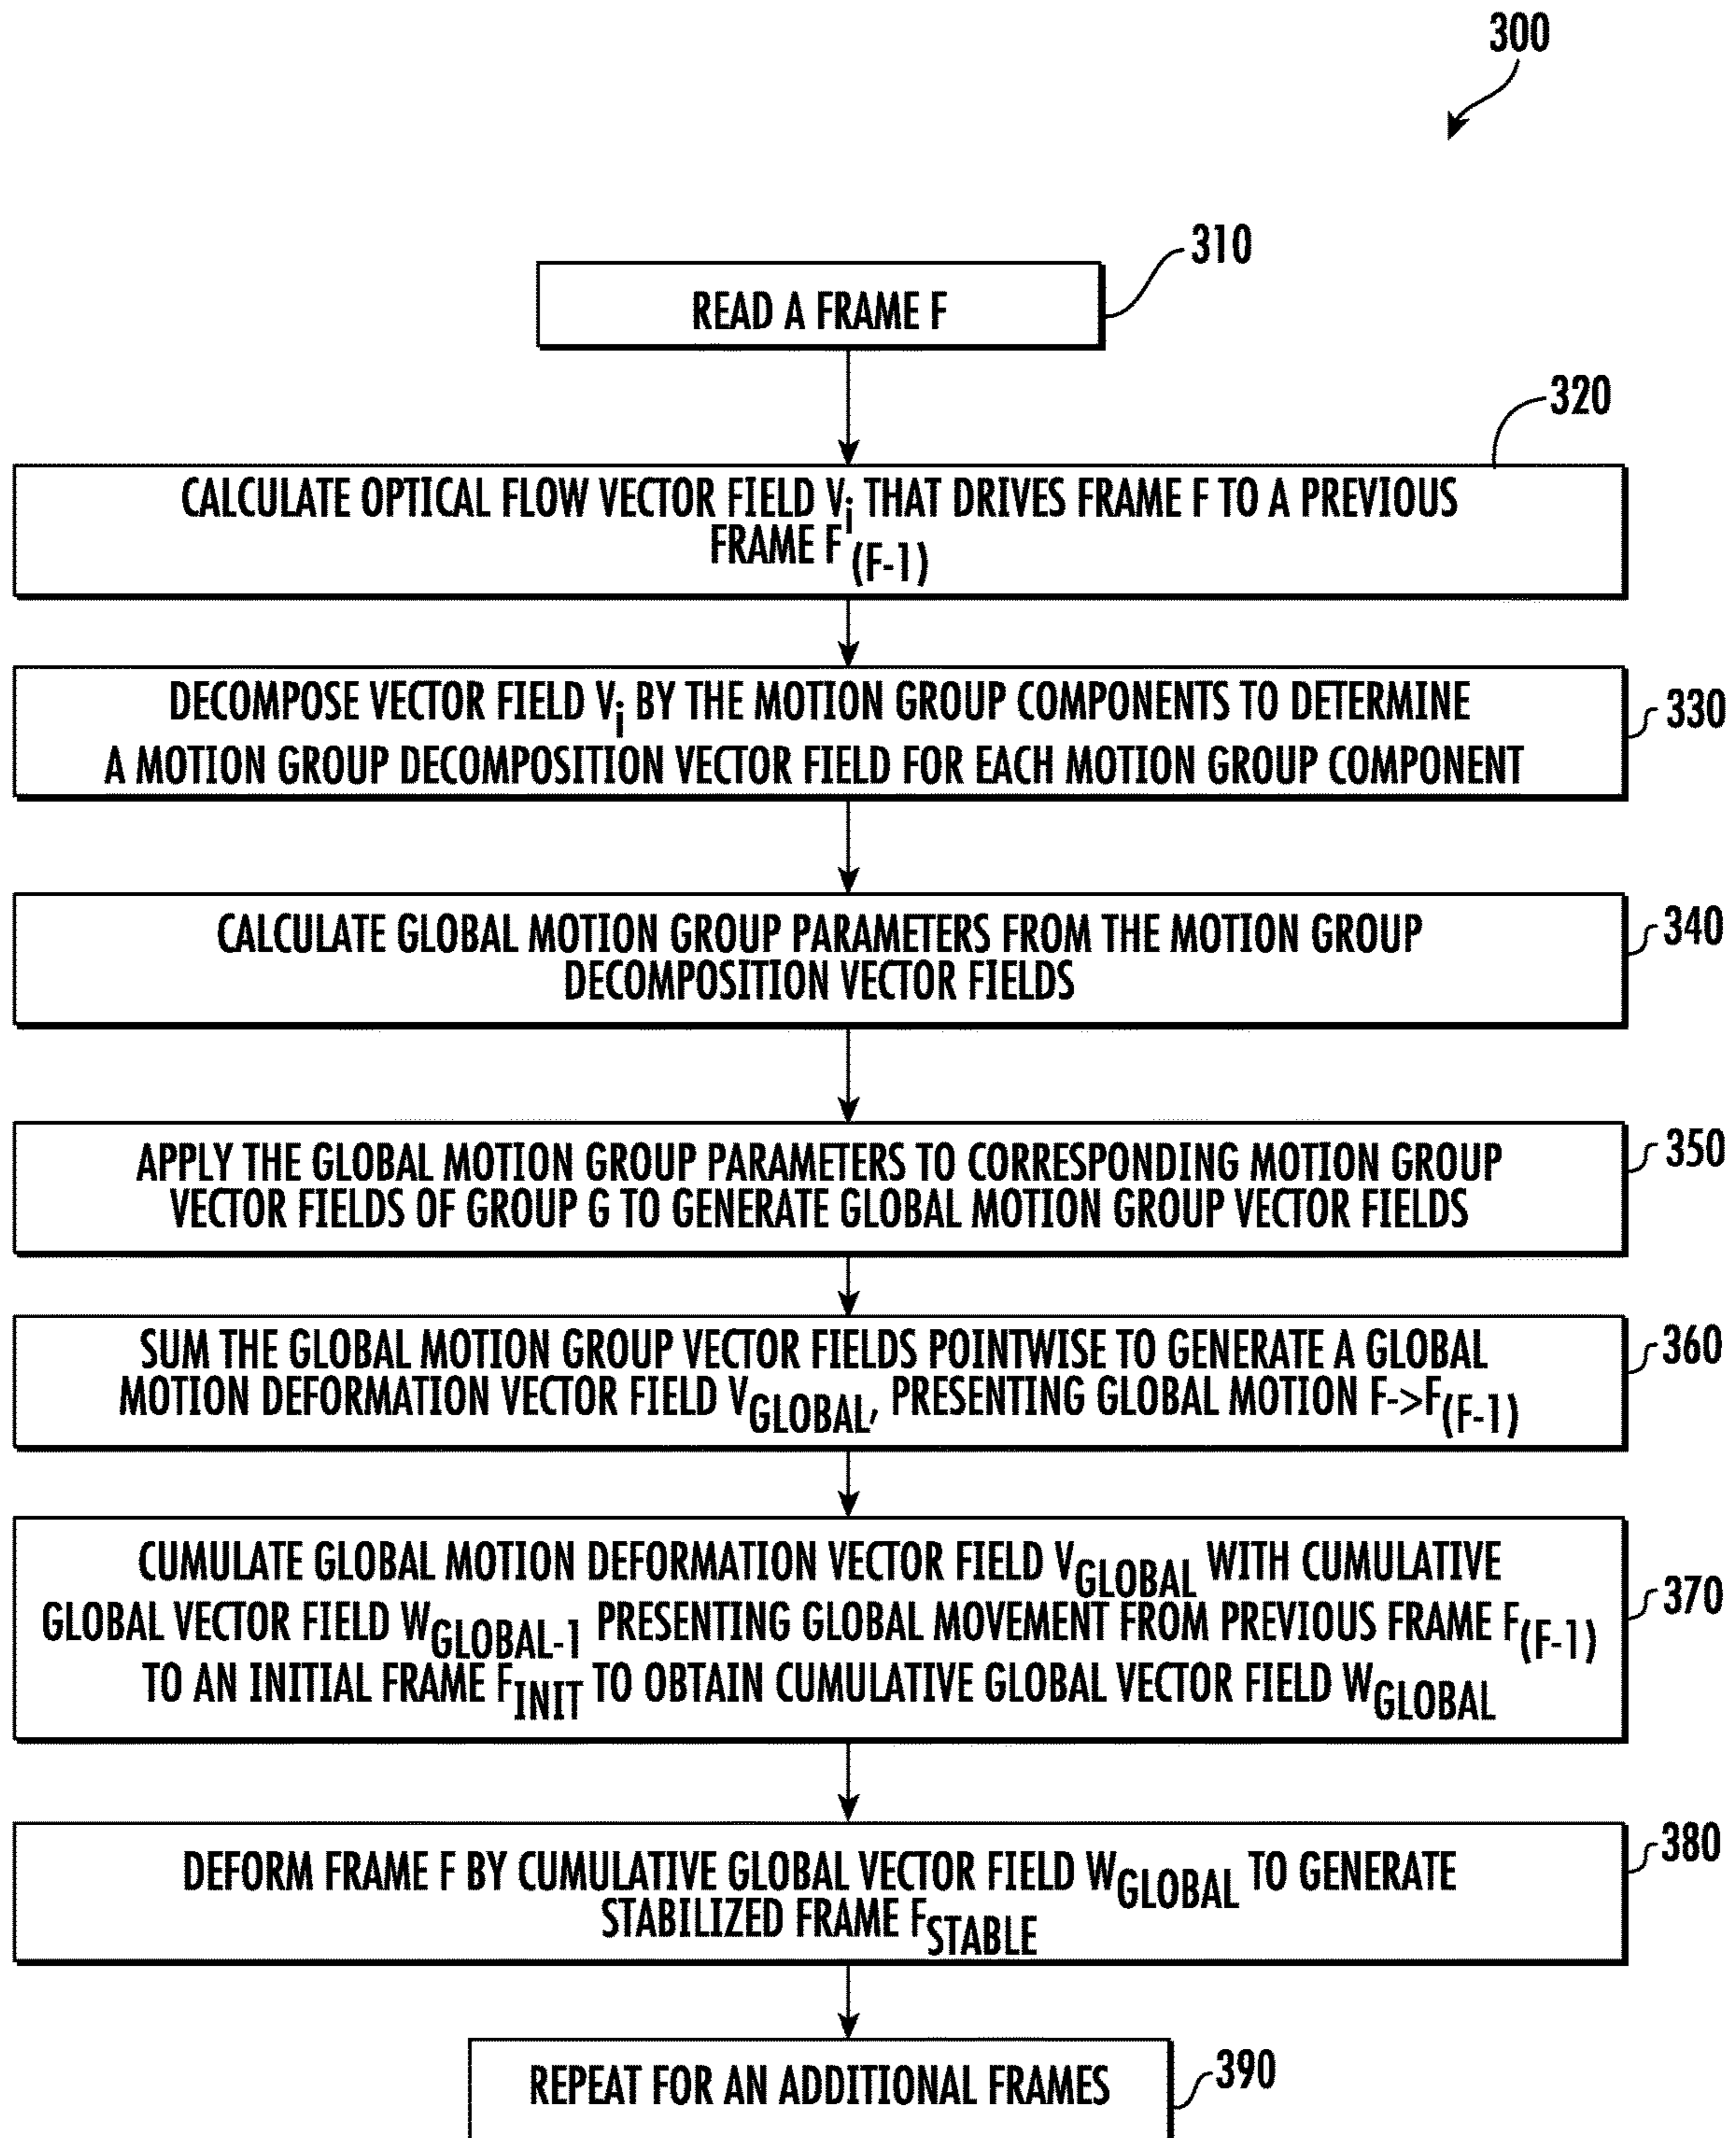 300
310
READ A FRAME F
320
CALCULATE OPTICAL FLOW VECTOR FIELD Vi THAT DRIVES FRAME F TO A PREVIOUS
FRAME F(F-1)
DECOMPOSE VECTOR FIELD Vi BY THE MOTION GROUP COMPONENTS TO DETERMINE
330
A MOTION GROUP DECOMPOSITION VECTOR FIELD FOR EACH MOTION GROUP COMPONENT
CALCULATE GLOBAL MOTION GROUP PARAMETERS FROM THE MOTION GROUP
340
DECOMPOSITION VECTOR FIELDS
APPLY THE GLOBAL MOTION GROUP PARAMETERS TO CORRESPONDING MOTION GROUP
350
VECTOR FIELDS OF GROUP G TO GENERATE GLOBAL MOTION GROUP VECTOR FIELDS
SUM THE GLOBAL MOTION GROUP VECTOR FIELDS POINTWISE TO GENERATE A GLOBAL
360
MOTION DEFORMATION VECTOR FIELD VGLOBAL, PRESENTING GLOBAL MOTION F->F(F-1)
CUMULATE GLOBAL MOTION DEFORMATION VECTOR FIELD VGLOBAL WITH CUMULATIVE
370
GLOBAL VECTOR FIELD WGLOBAL-1 PRESENTING GLOBAL MOVEMENT FROM PREVIOUS FRAME F(F-1)
TO AN INITIAL FRAME FINIT TO OBTAIN CUMULATIVE GLOBAL VECTOR FIELD WGLOBAL
380
DEFORM FRAME F BY CUMULATIVE GLOBAL VECTOR FIELD WGLOBAL TO GENERATE
STABILIZED FRAME FSTABLE
390
REPEAT FOR AN ADDITIONAL FRAMES